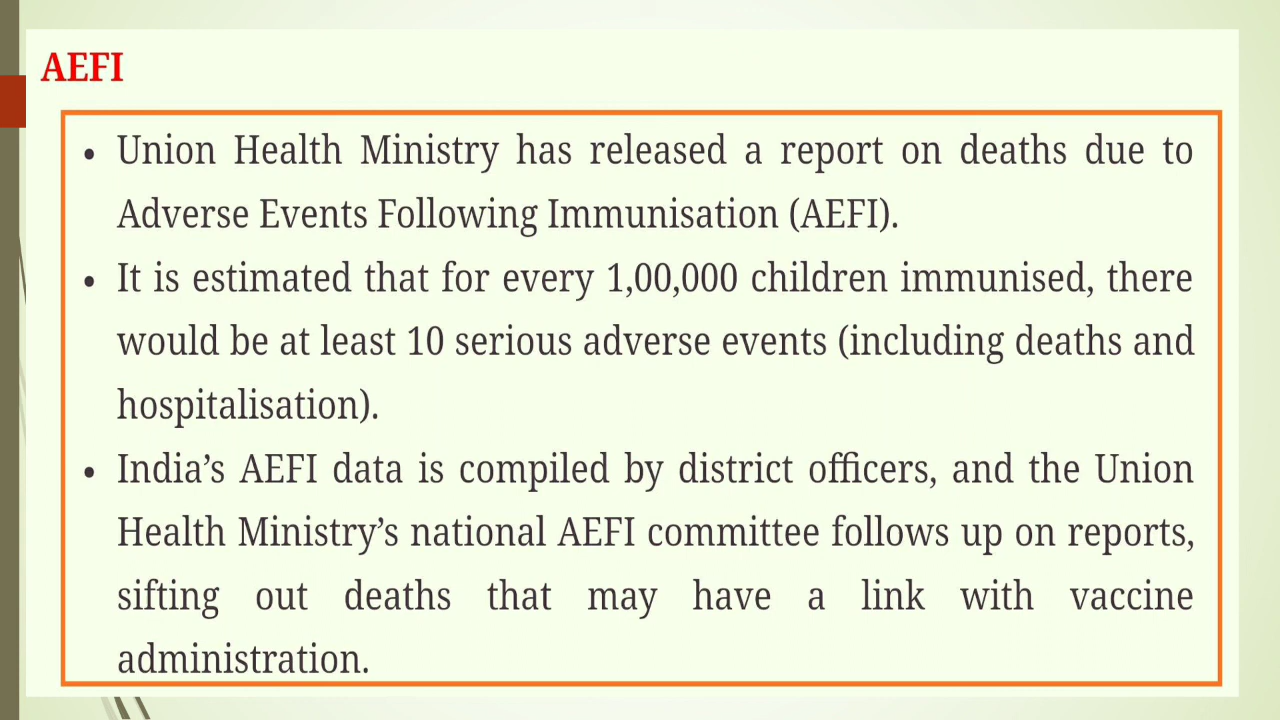 AEFI
• Union Health Ministry has released a report on deaths due to
Adverse Events Following Immunisation (AEFI).
• It is estimated that for every 1,00,000 children immunised, there
would be at least 10 serious adverse events (including deaths and
hospitalisation).
• India’s AEFI data is compiled by district officers, and the Union
Health Ministry’s national AEFI committee follows up on reports,
sifting out deaths that may have a link with vaccine
administration.